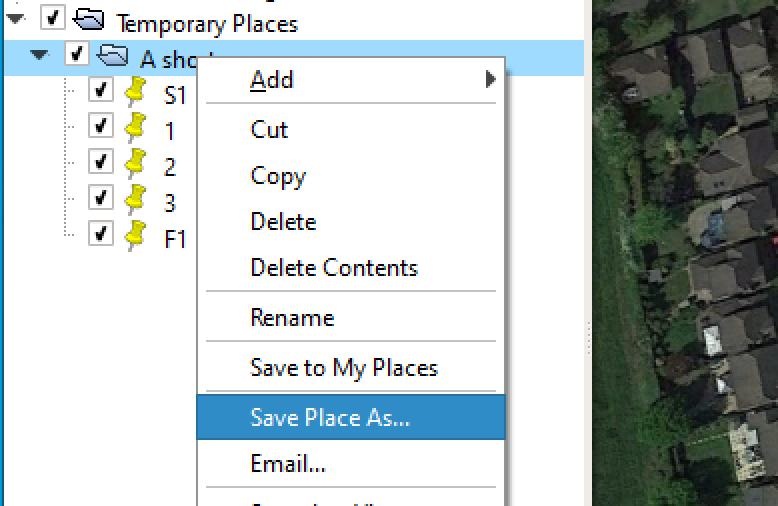 Temporary Places
A sho
S1
1
2
3
F1
Add
Cut
Copy
Delete
Delete Contents
Rename
Save to My Places
Save Place As...
Email...